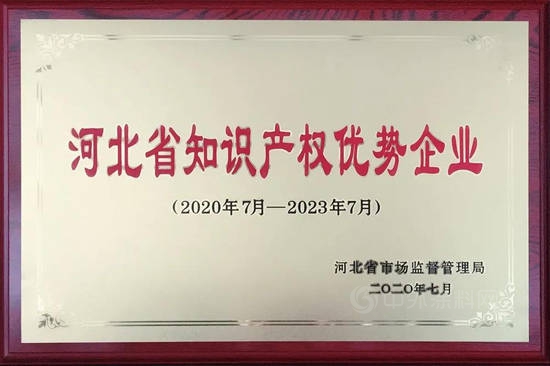 河北省知识产权优势企业
(2020年7月—2023年7月)
河北省市场监督管理局
二〇二〇年七月